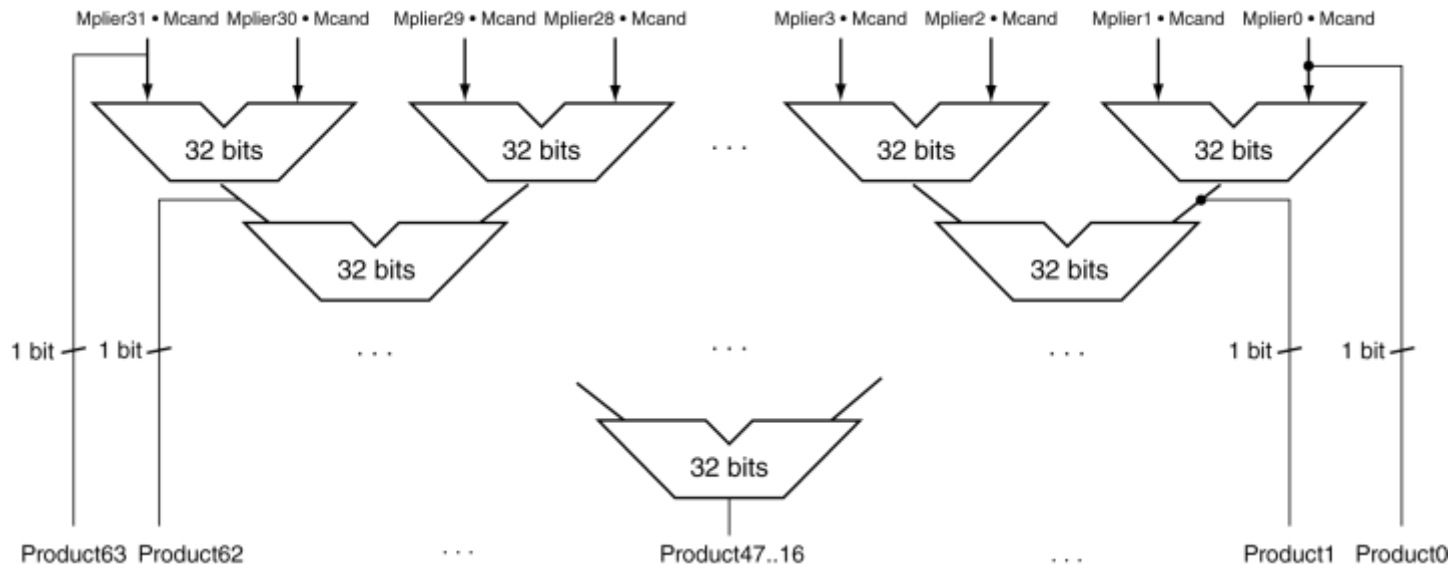 Mplier31 • Mcand Mplier30 • Mcand Mplier29 • Mcand Mplier28 • Mcand Mplier3 • Mcand Mplier2 • Mcand Mplier1 • Mcand Mplier0 • Mcand
32 bits 32 bits . . . 32 bits 32 bits
32 bits 32 bits
1 bit 1 bit . . . . . . . . . 1 bit 1 bit
32 bits
Product63 Product62 . . . Product47..16 . . . Product1 Product0